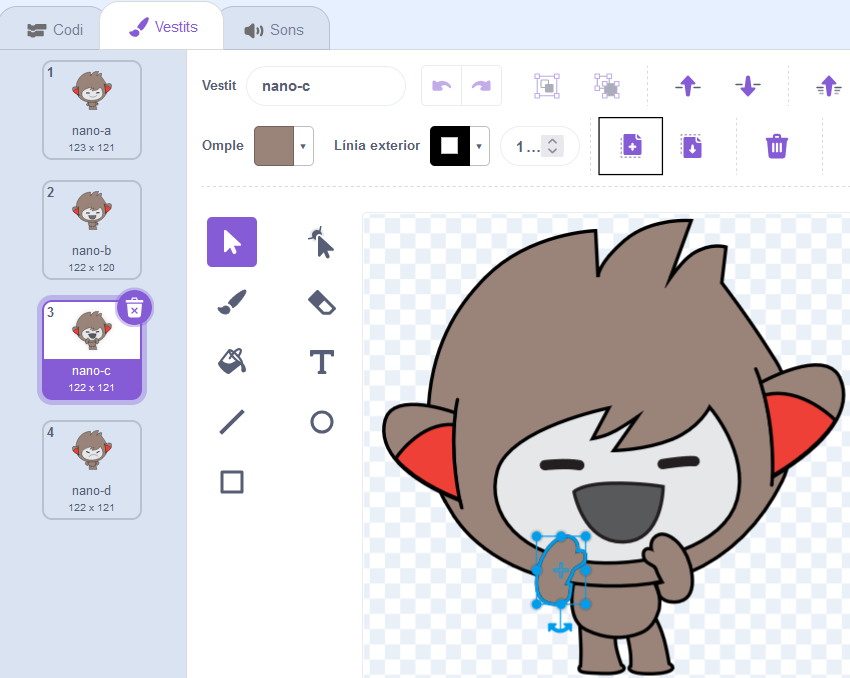 Codi
Vestits
Sons
1
nano-a
123 x 121
2
nano-b
122 x 120
3
nano-c
122 x 121
4
nano-d
122 x 121
Vestit
nano-c
Omple
Línia exterior
1...
T